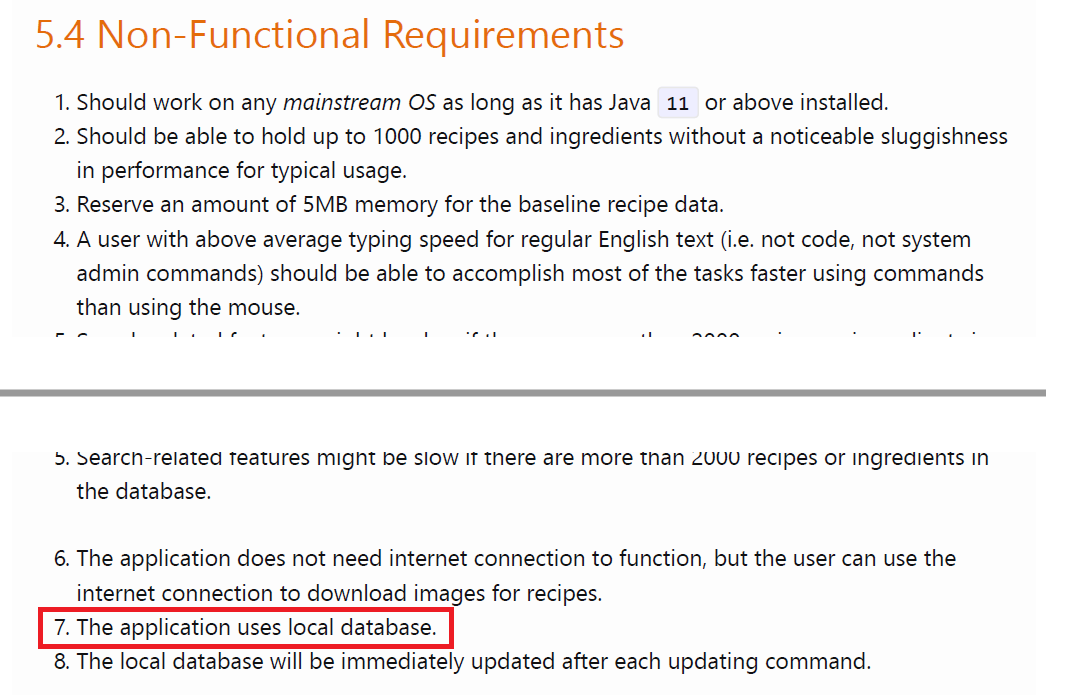 5.4 Non-Functional Requirements
1. Should work on any mainstream OS as long as it has Java 11 or above installed.
2. Should be able to hold up to 1000 recipes and ingredients without a noticeable sluggishness
in performance for typical usage.
3. Reserve an amount of 5MB memory for the baseline recipe data.
4. A user with above average typing speed for regular English text (i.e. not code, not system
admin commands) should be able to accomplish most of the tasks faster using commands
than using the mouse.
5. Search-related features might be slow if there are more than 2000 recipes or ingredients in
the database.
6. The application does not need internet connection to function, but the user can use the
internet connection to download images for recipes.
7. The application uses local database.
8. The local database will be immediately updated after each updating command.